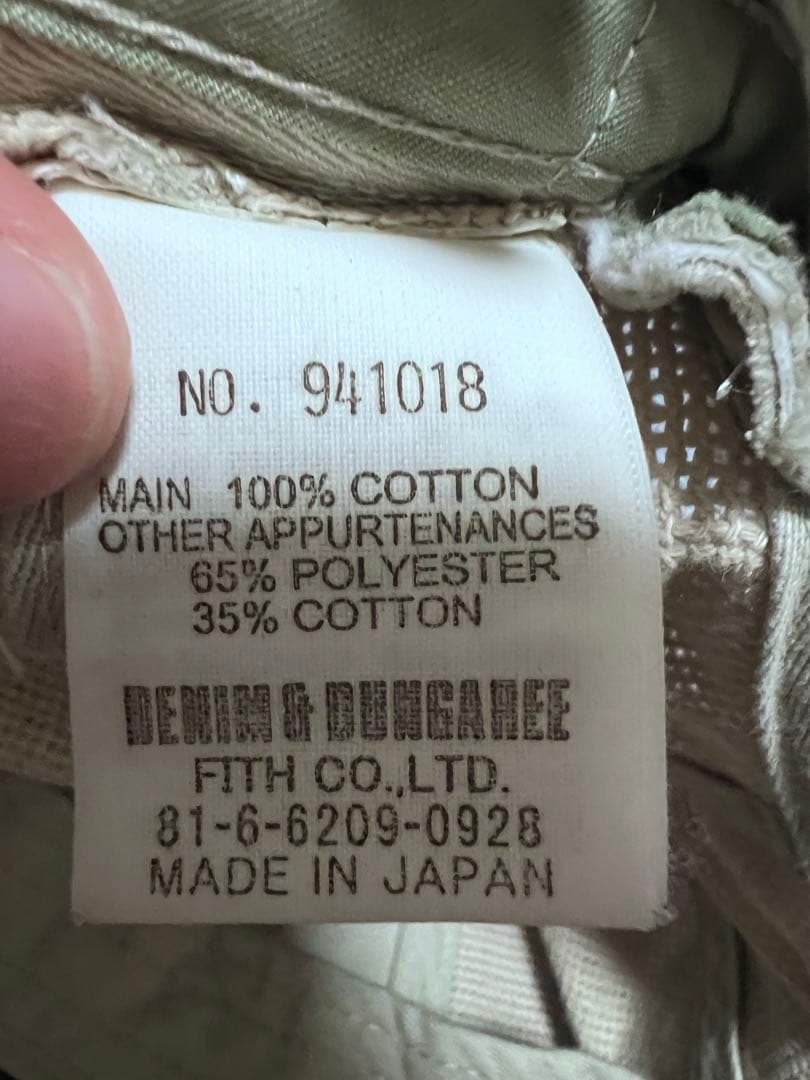 NO. 941018
MAIN 100% COTTON
OTHER APPURTENANCES
65% POLYESTER
35% COTTON
DENIM & DUNGAREE
FITH CO.,LTD.
81-6-6209-0928
MADE IN JAPAN